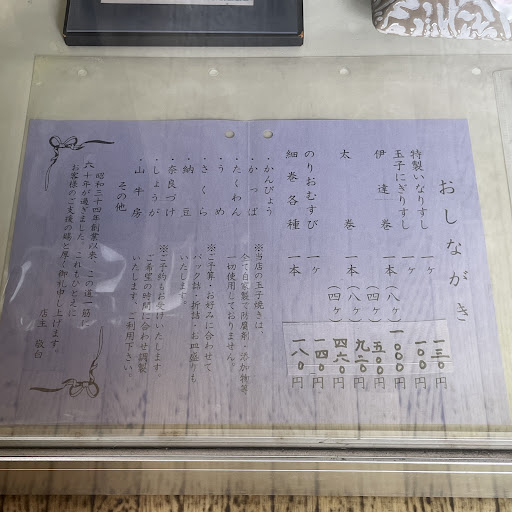 おしながき
特製いなりすし 一ヶ 一三〇円
玉子にぎりすし 一ヶ 一〇〇円
伊達巻 一本（八ヶ） 一〇〇〇円
（四ヶ） 五〇〇円
太巻 一本（八ヶ） 九二〇円
（四ヶ） 四六〇円
のりおむすび 一ヶ 一四〇円
細巻各種 一本 一八〇円
・かんぴょう
・かっぱ
・たくわん
・うめ
・さくら
・納豆
・奈良づけ
・しょうが
・山牛房
その他
※当店の玉子焼きは、
全て自家製で防腐剤・添加物等
一切使用しておりません。
※ご予算・お好みに合わせて
パック詰・折詰・お皿盛りも
いたします。
※ご予約もお受けいたします。
ご希望の時間に合わせ調製
いたします。ご利用下さい。
昭和三十四年創業以来、この道一筋に
六十年が過ぎました。これもひとえに
お客様のご支援の賜と厚く御礼申し上げます。
店主 敬白